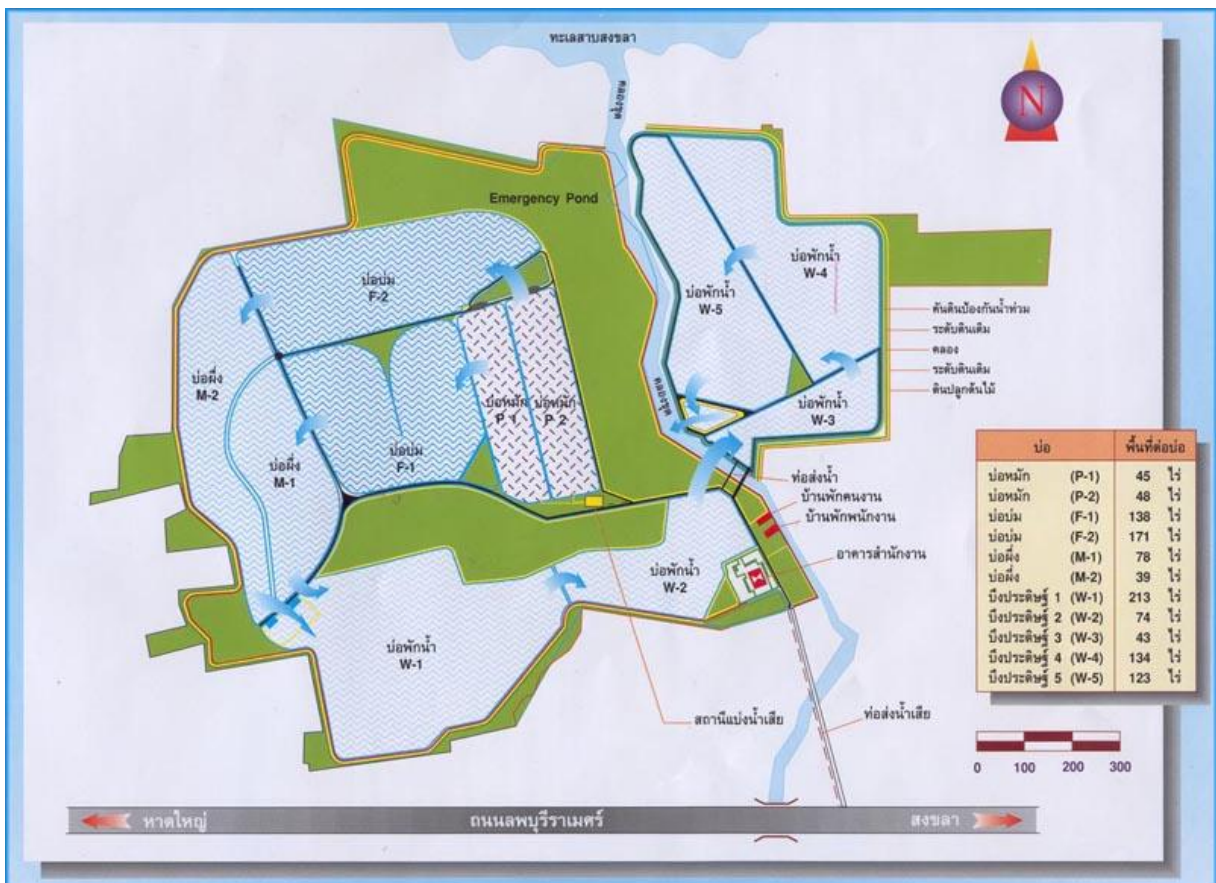 ทะเลสาบสงขลา
คลองขุด
N
Emergency Pond
บ่อพักน้ำ
W-4
บ่อบ่ม
F-2
บ่อพักน้ำ
W-5
คันดินป้องกันน้ำท่วม
ระดับดินเดิม
คลอง
ระดับดินเดิม
ดินปลูกต้นไม้
บ่อผึ่ง
M-2
คลองขุด
บ่อหมัก
P 1
บ่อหมัก
P 2
บ่อพักน้ำ
W-3
บ่อบ่ม
F-1
บ่อผึ่ง
M-1
ท่อส่งน้ำ
บ้านพักคนงาน
บ้านพักพนักงาน
อาคารสำนักงาน
บ่อพักน้ำ
W-2
บ่อพักน้ำ
W-1
สถานีแบ่งน้ำเสีย
ท่อส่งน้ำเสีย
บ่อ พื้นที่ต่อบ่อ
บ่อหมัก (P-1) 45 ไร่
บ่อหมัก (P-2) 48 ไร่
บ่อบ่ม (F-1) 138 ไร่
บ่อบ่ม (F-2) 171 ไร่
บ่อผึ่ง (M-1) 78 ไร่
บ่อผึ่ง (M-2) 39 ไร่
บึงประดิษฐ์ 1 (W-1) 213 ไร่
บึงประดิษฐ์ 2 (W-2) 74 ไร่
บึงประดิษฐ์ 3 (W-3) 43 ไร่
บึงประดิษฐ์ 4 (W-4) 134 ไร่
บึงประดิษฐ์ 5 (W-5) 123 ไร่
0 100 200 300
หาดใหญ่ ถนนลพบุรีราเมศร์ สงขลา